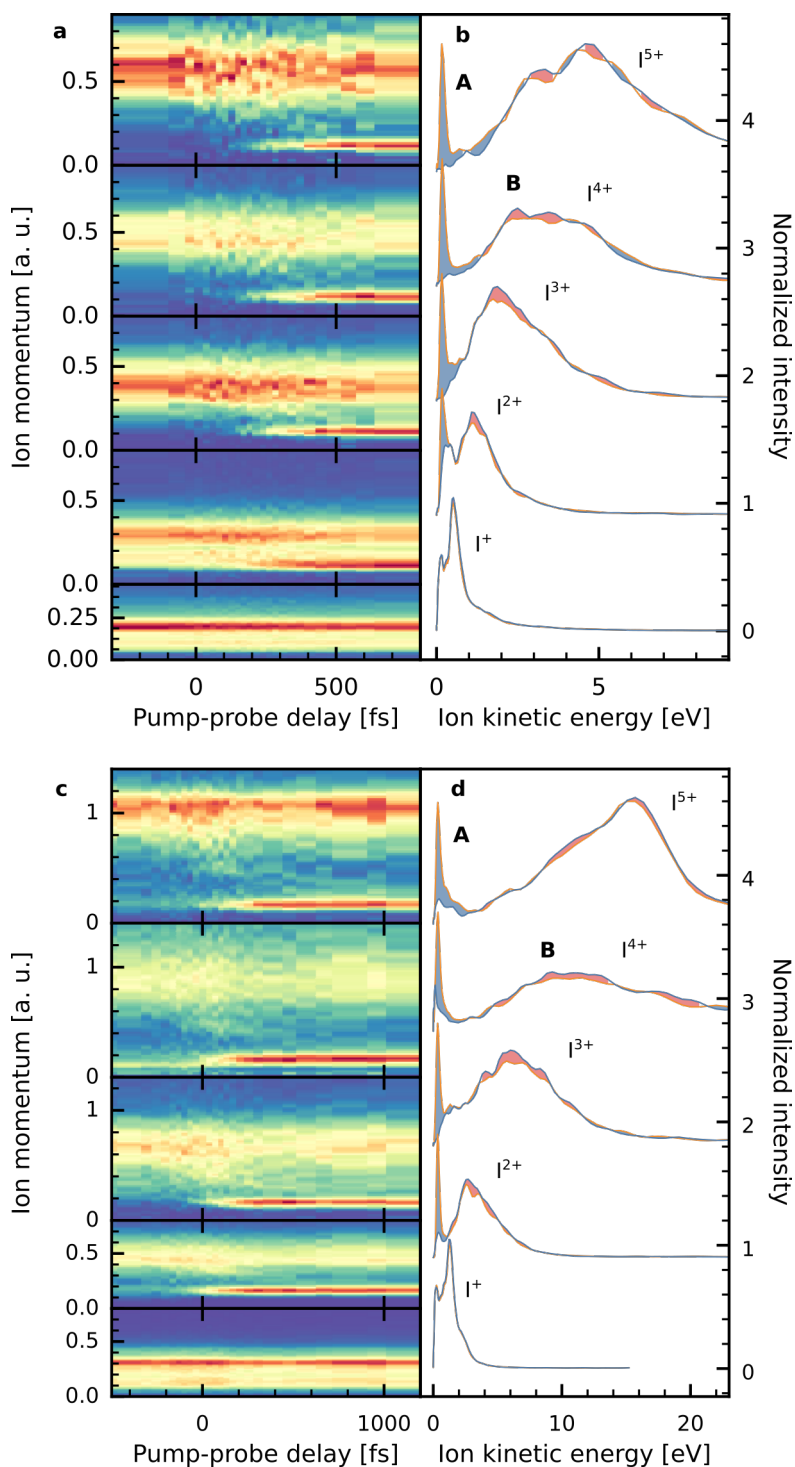 a
b
A
B
I5+
I4+
I3+
I2+
I+
0.5
0.0
0.5
0.0
0.5
0.0
0.5
0.0
0.25
0.00
Ion momentum [a. u.]
0 500
Pump-probe delay [fs]
0 5
Ion kinetic energy [eV]
4
3
2
1
0
Normalized intensity
c
d
A
B
I5+
I4+
I3+
I2+
I+
1
0
1
0
1
0
0.5
0.0
0.5
0.0
Ion momentum [a. u.]
0 1000
Pump-probe delay [fs]
0 10 20
Ion kinetic energy [eV]
4
3
2
1
0
Normalized intensity